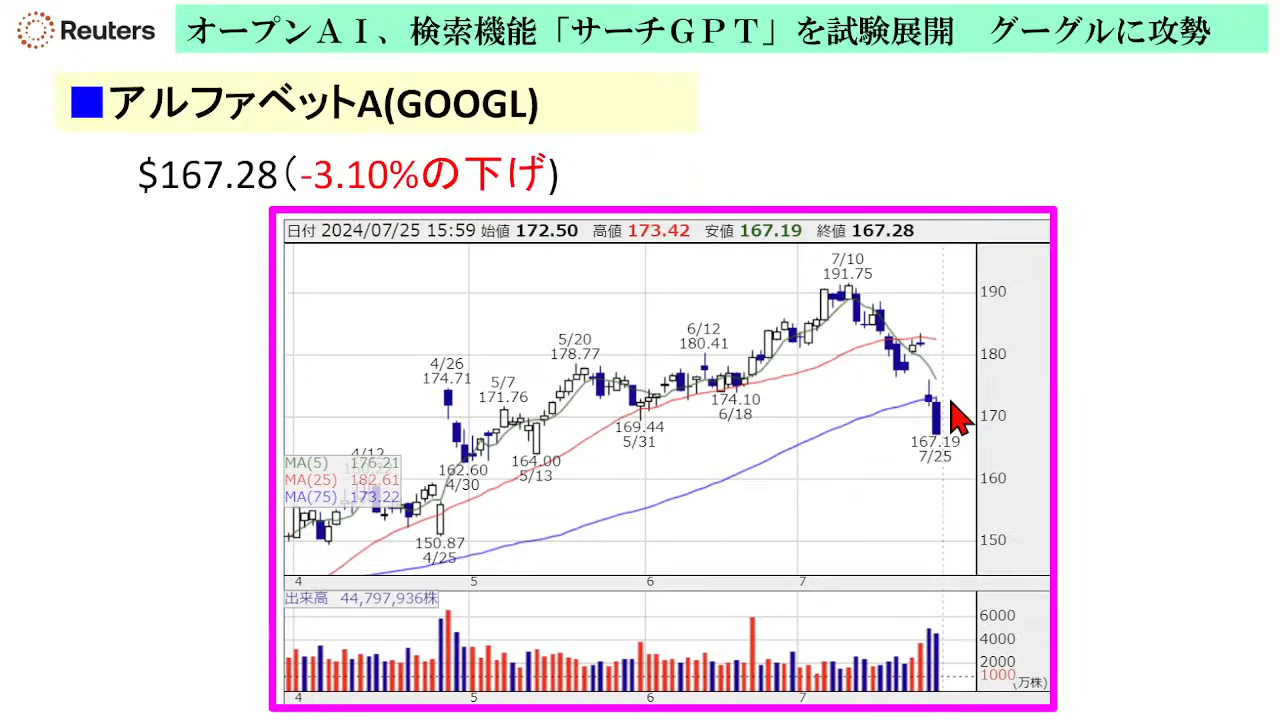 Reuters
オープンＡＩ、検索機能「サーチＧＰＴ」を試験展開　グーグルに攻勢
■アルファベットA(GOOGL)
$167.28（-3.10%の下げ)
日付 2024/07/25 15:59 始値 172.50 高値 173.42 安値 167.19 終値 167.28
7/10
191.75
190
6/12
180.41
5/20
178.77
180
4/26
174.71
5/7
171.76
174.10
6/18
170
169.44
5/31
167.19
7/25
4/12
MA(5) 176.21
MA(25) 182.61
MA(75) 173.22
162.60
4/30
164.00
5/13
160
150.87
4/25
150
4 5 6 7
出来高 44,797,936株
6000
4000
2000
1000
(万株)
4 5 6 7